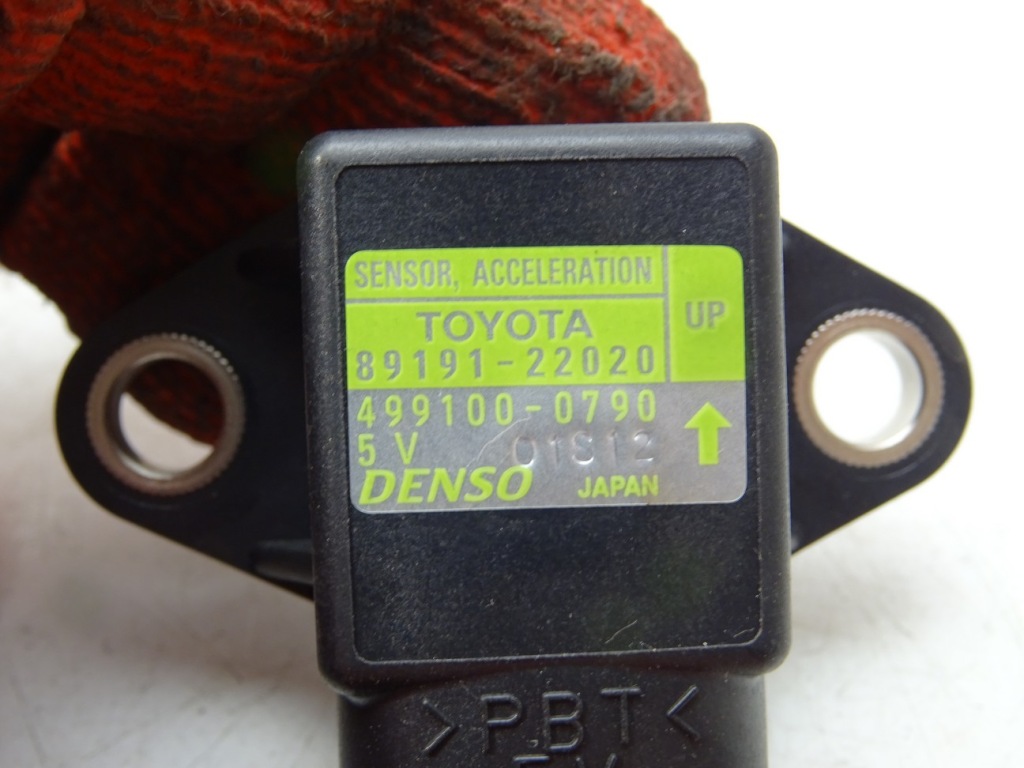 SENSOR, ACCELERATION
UP
TOYOTA
89191-22020
499100-0790
5 V 01S12
DENSO JAPAN
>PBT<